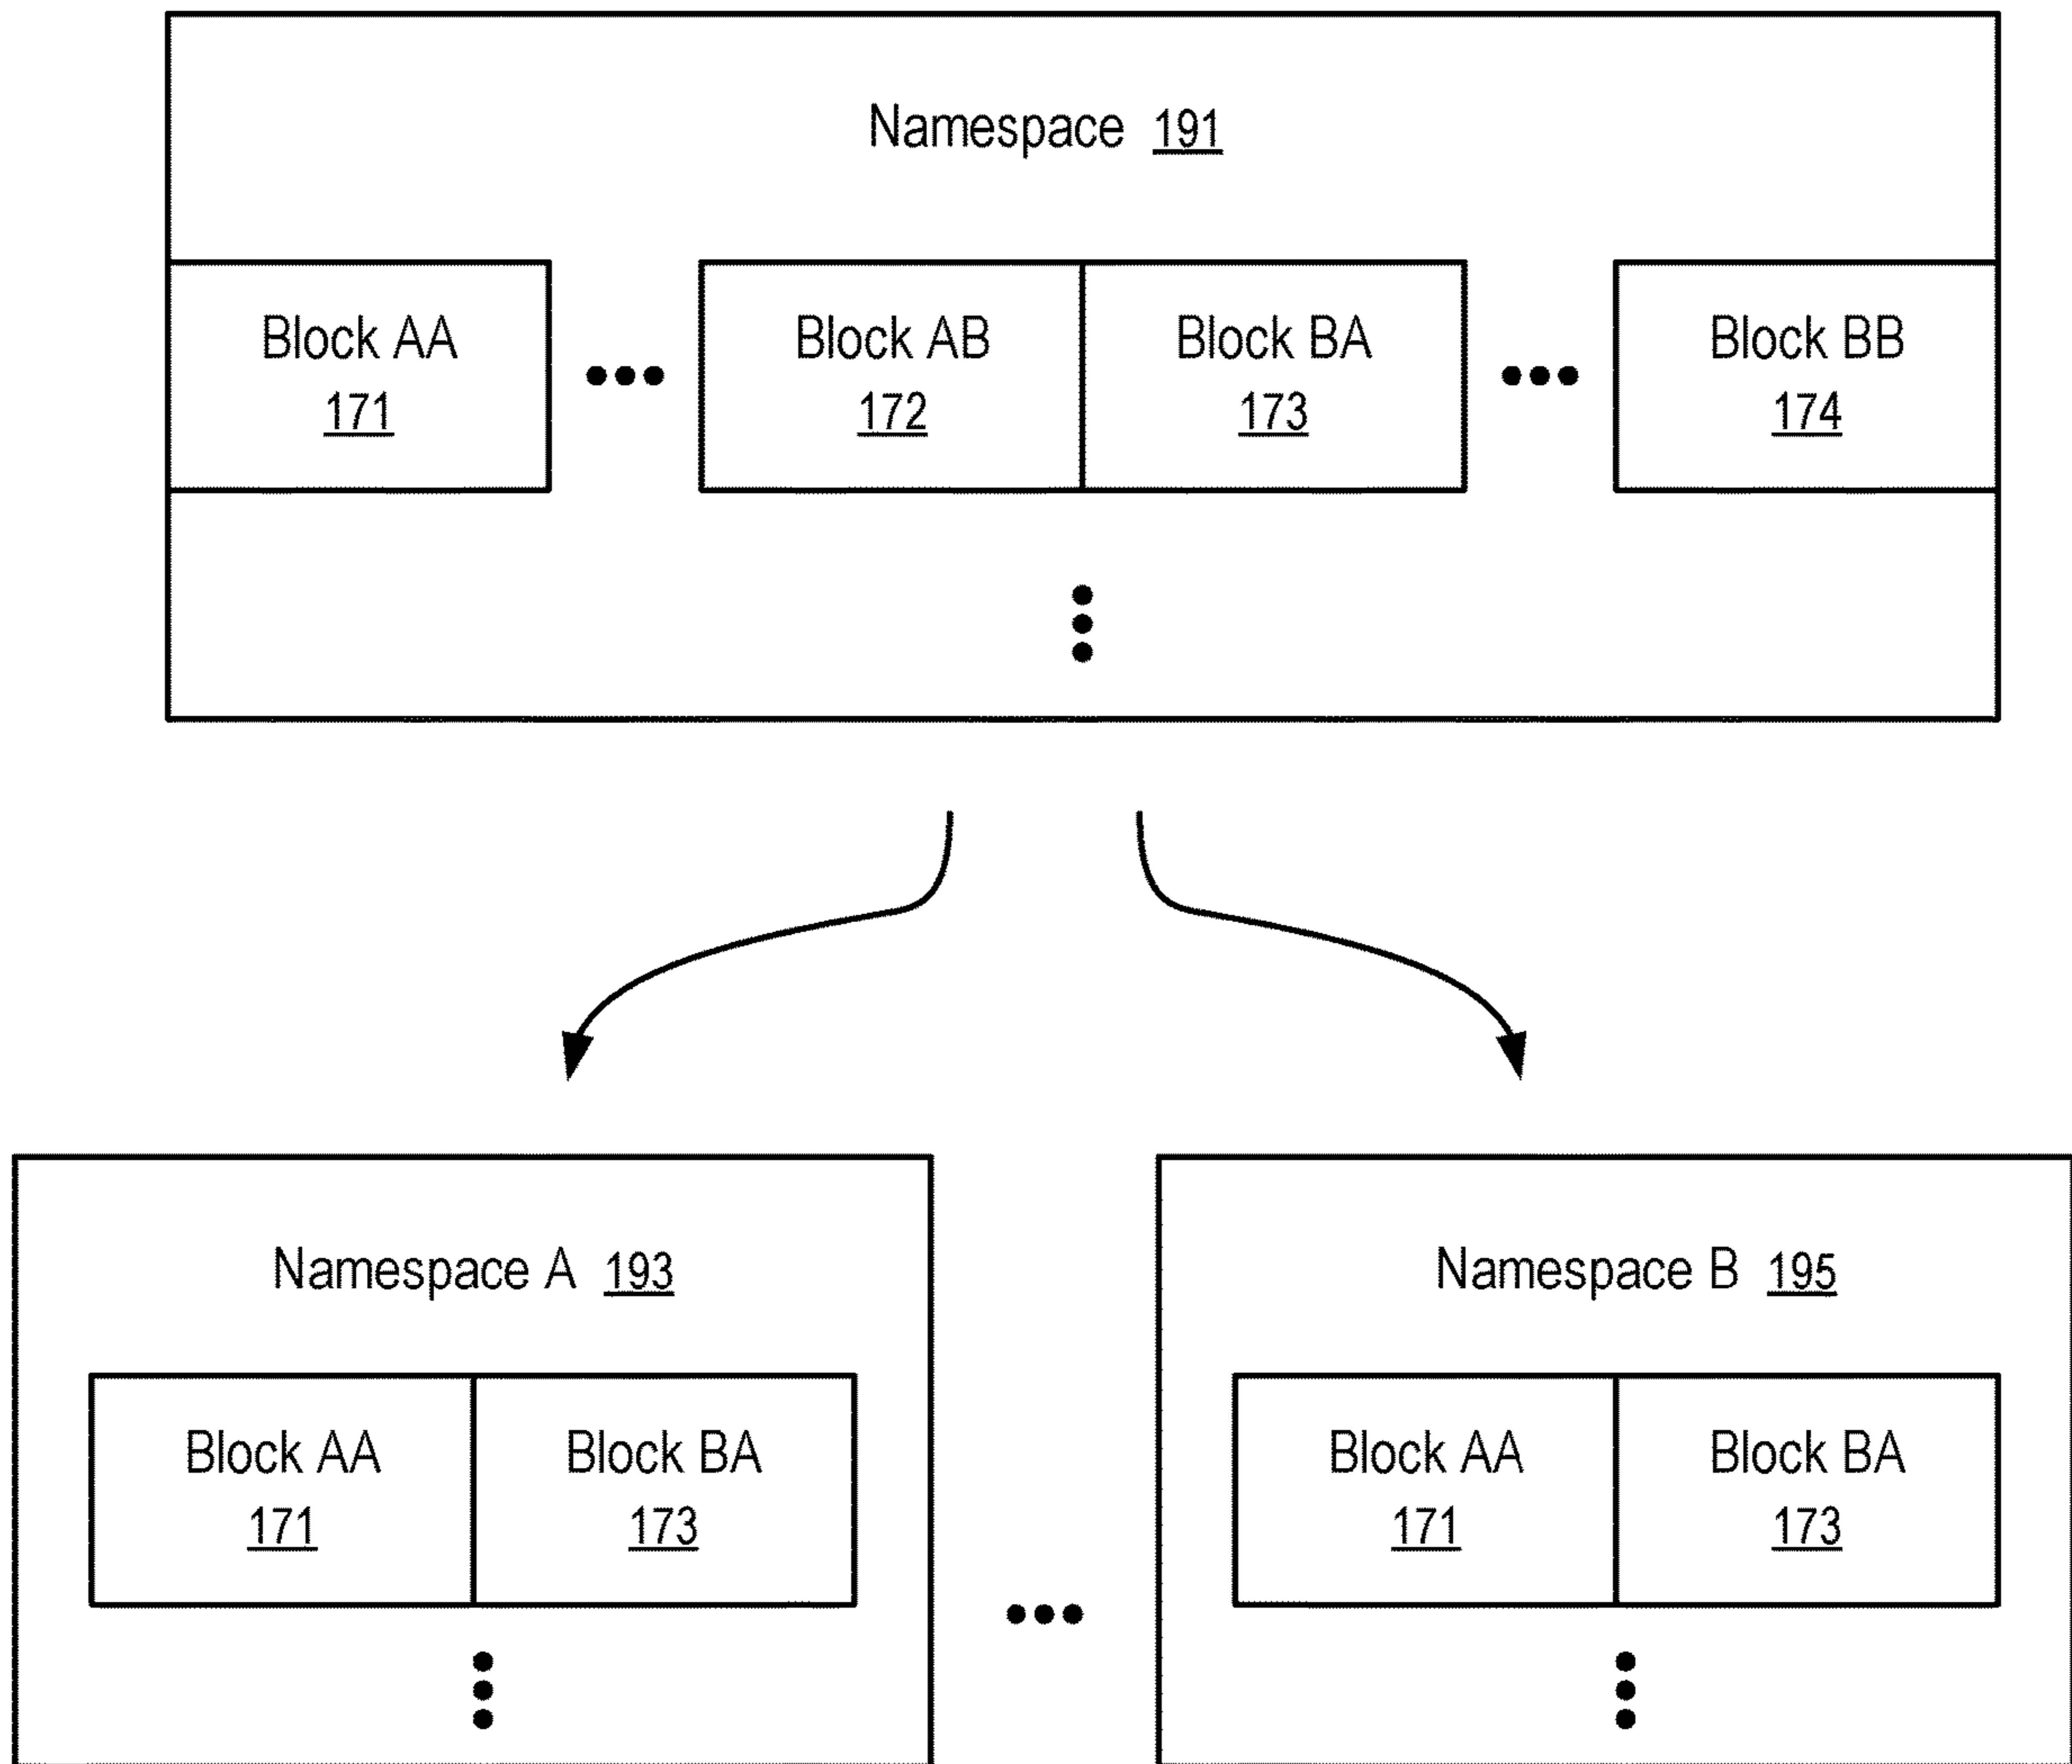 Namespace 191
Block AA
171
Block AB
172
Block BA
173
Block BB
174
Namespace A 193
Block AA
171
Block BA
173
Namespace B 195
Block AA
171
Block BA
173